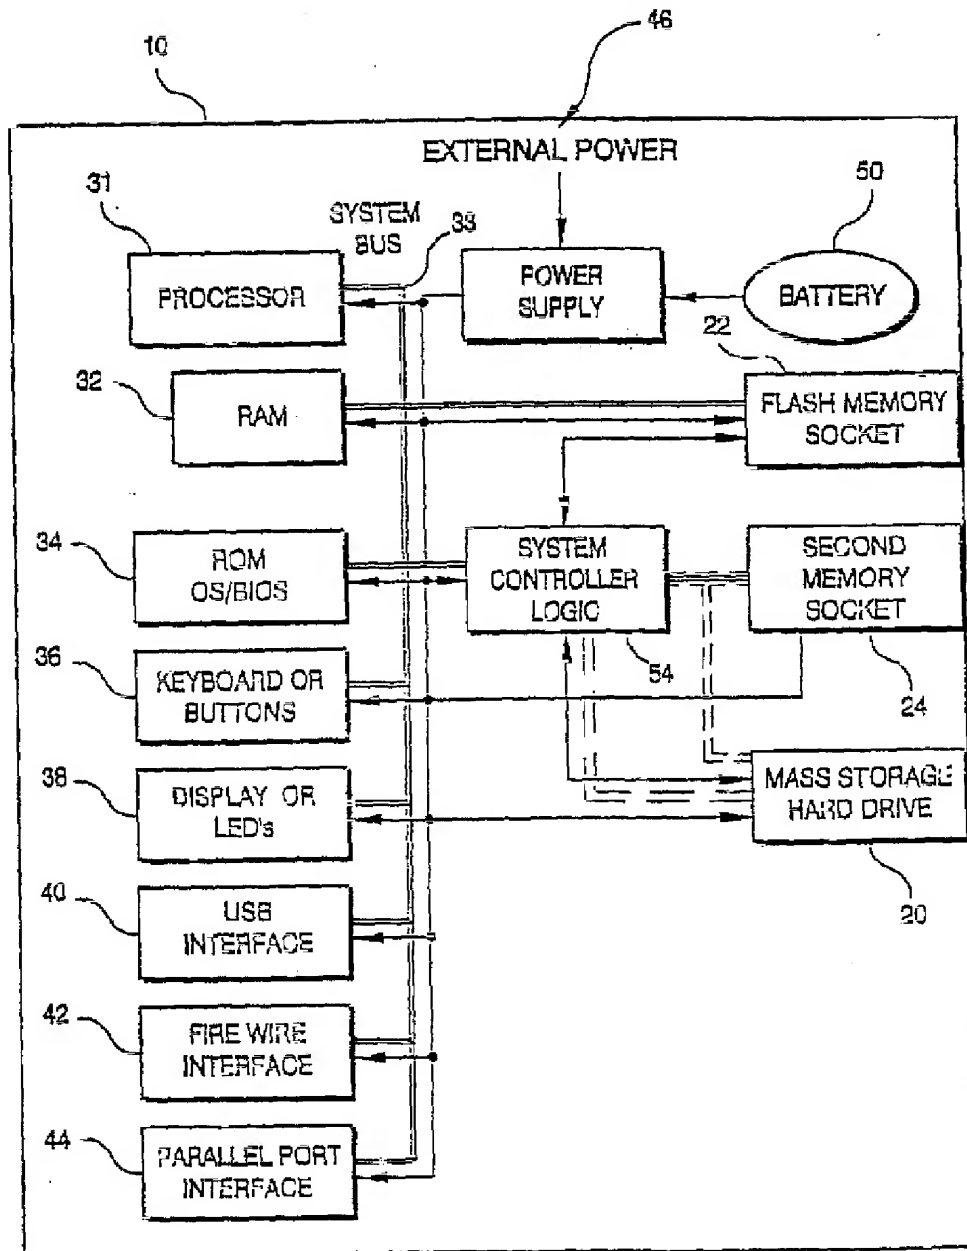 46
10
EXTERNAL POWER
31
SYSTEM
BUS
33
50
PROCESSOR
POWER
SUPPLY
BATTERY
22
32
RAM
FLASH MEMORY
SOCKET
34
ROM
OS/BIOS
SYSTEM
CONTROLLER
LOGIC
SECOND
MEMORY
SOCKET
36
54
24
KEYBOARD OR
BUTTONS
38
DISPLAY OR
LED's
MASS STORAGE
HARD DRIVE
40
20
USB
INTERFACE
42
FIRE WIRE
INTERFACE
44
PARALLEL PORT
INTERFACE